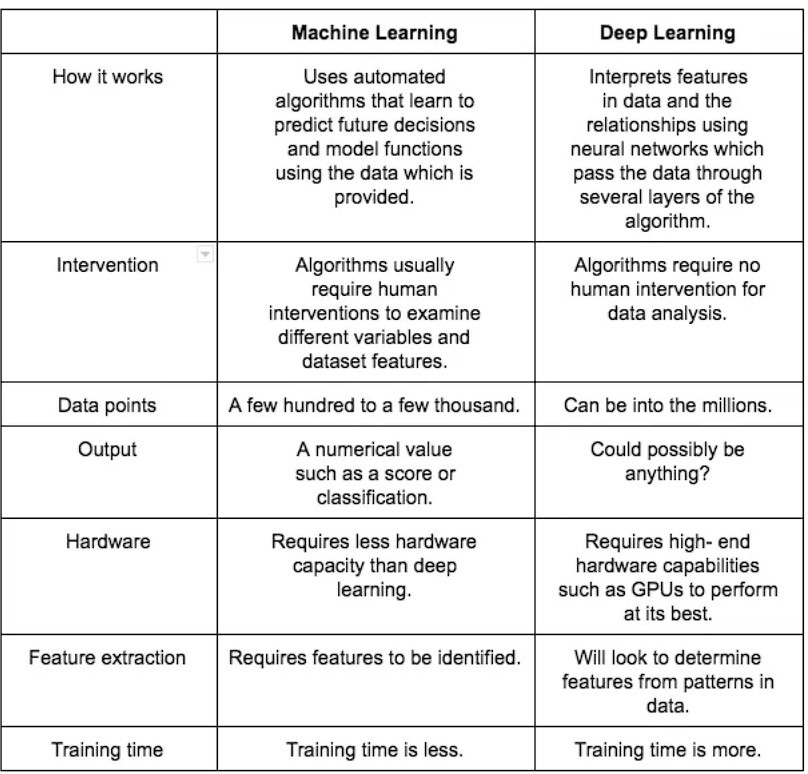 Machine Learning
Deep Learning
How it works
Uses automated
algorithms that learn to
predict future decisions
and model functions
using the data which is
provided.
Interprets features
in data and the
relationships using
neural networks which
pass the data through
several layers of the
algorithm.
Intervention
Algorithms usually
require human
interventions to examine
different variables and
dataset features.
Algorithms require no
human intervention for
data analysis.
Data points
A few hundred to a few thousand.
Can be into the millions.
Output
A numerical value
such as a score or
classification.
Could possibly be
anything?
Hardware
Requires less hardware
capacity than deep
learning.
Requires high- end
hardware capabilities
such as GPUs to perform
at its best.
Feature extraction
Requires features to be identified.
Will look to determine
features from patterns in
data.
Training time
Training time is less.
Training time is more.